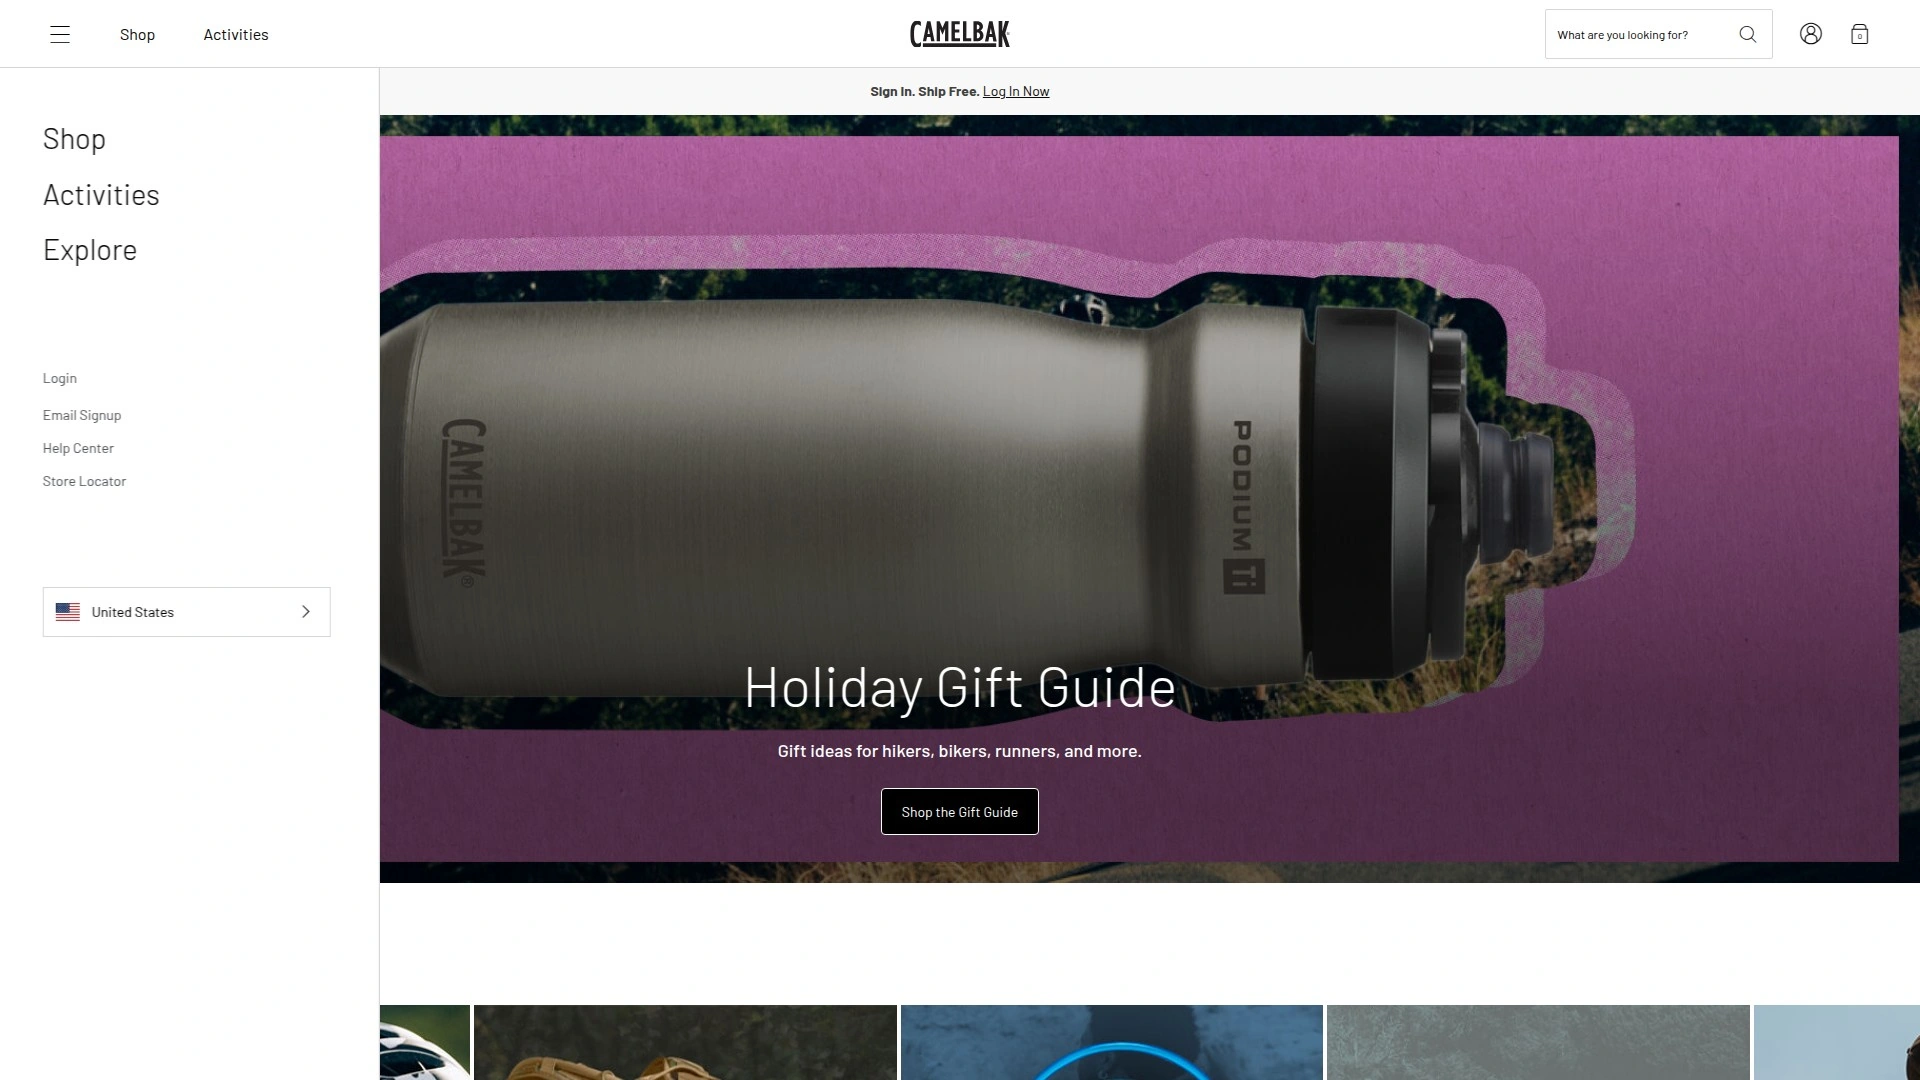 Shop
Activities
CAMELBAK
What are you looking for?
0
Sign In. Ship Free. Log In Now
Shop
Activities
Explore
Login
Email Signup
Help Center
Store Locator
United States
CAMELBAK®
PODIUM Ti
Holiday Gift Guide
Gift ideas for hikers, bikers, runners, and more.
Shop the Gift Guide